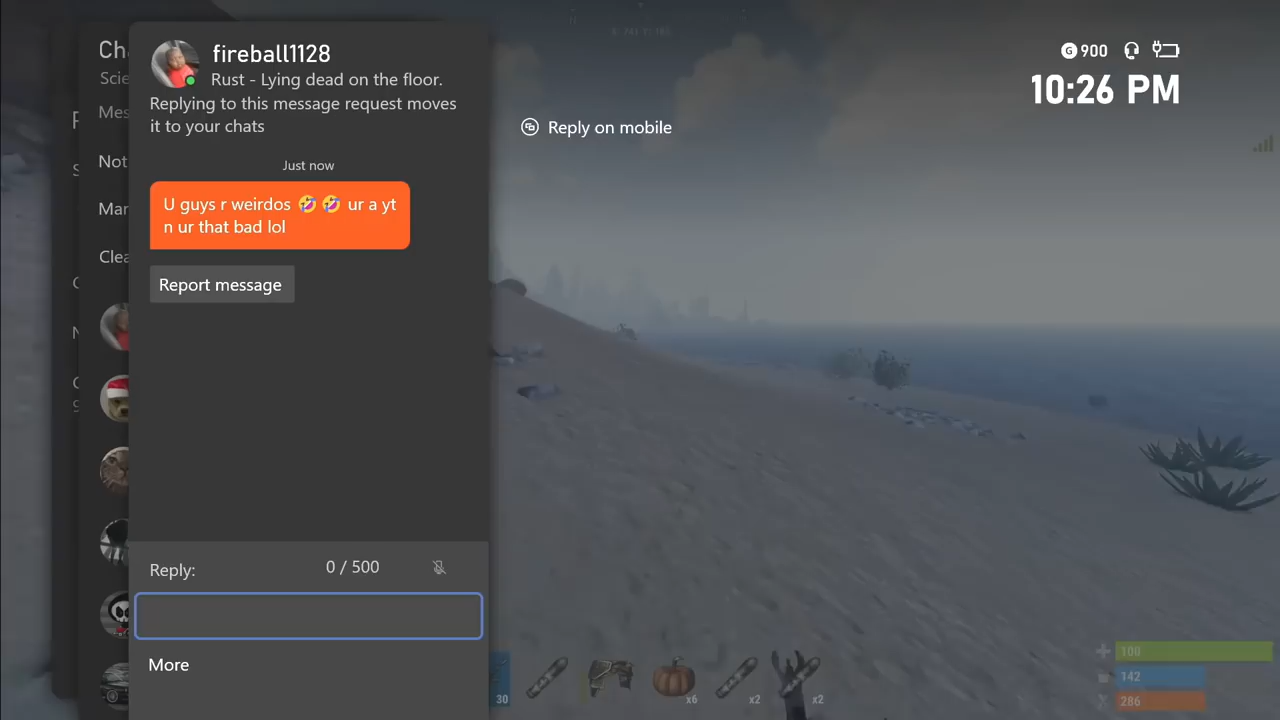 fireball1128
Rust - Lying dead on the floor.
Replying to this message request moves
it to your chats
Just now
U guys r weirdos 🤣 🤣 ur a yt
n ur that bad lol
Report message
Reply:
0 / 500
More
Reply on mobile
G 900
10:26 PM
Ch
Scie
Mes
Not
Mar
Clea
30
x6
x2
x2
100
142
286